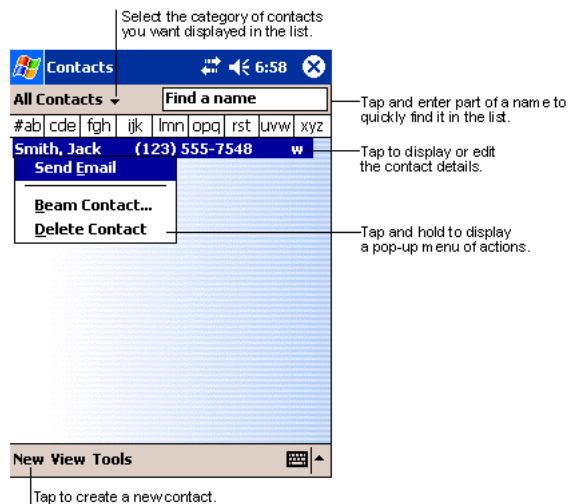 Select the category of contacts
you want displayed in the list.
Contacts 6:58
All Contacts Find a name
Tap and enter part of a name to
quickly find it in the list.
#ab cde fgh ijk lmn opq rst uvw xyz
Smith, Jack (123) 555-7548 w
Tap to display or edit
the contact details.
Send Email
Beam Contact...
Delete Contact
Tap and hold to display
a pop-up menu of actions.
New View Tools
Tap to create a new contact.